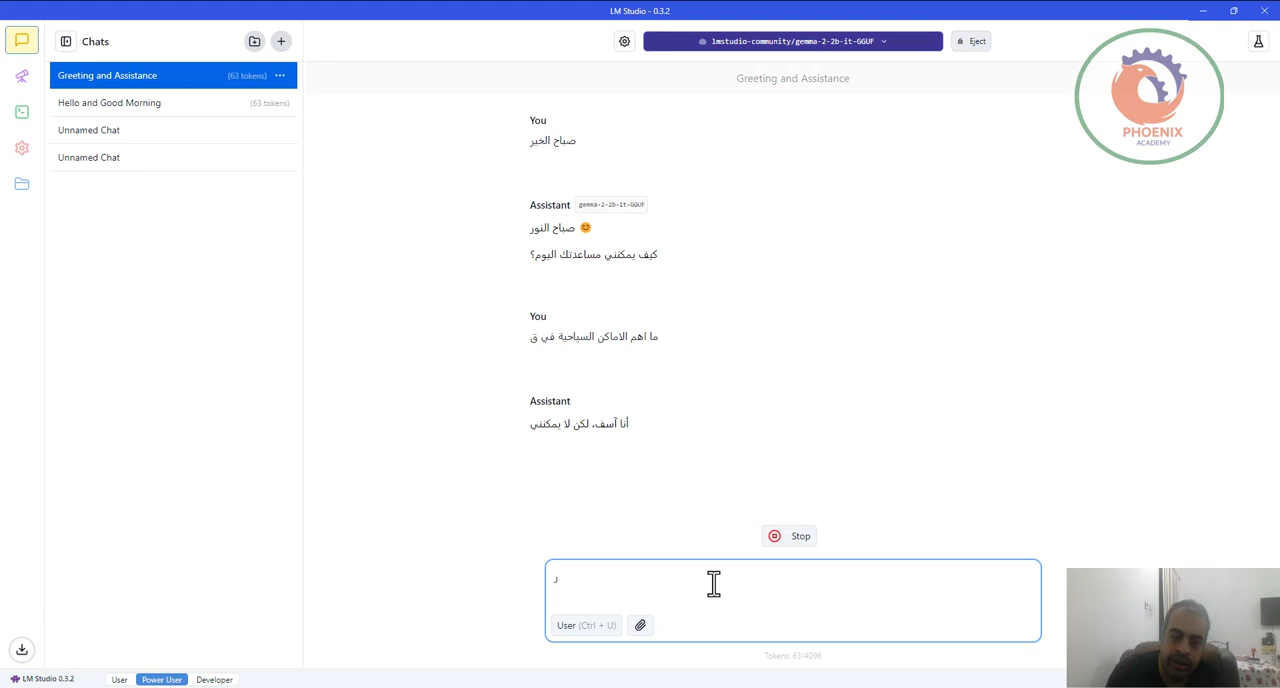 LM Studio - 0.3.2
Chats
lmstudio-community/gemma-2-2b-it-GGUF
Eject
Greeting and Assistance (63 tokens)
Hello and Good Morning (63 tokens)
Unnamed Chat
Unnamed Chat
Greeting and Assistance
PHOENIX
ACADEMY
You
صباح الخير
Assistant gemma-2-2b-it-GGUF
صباح النور 😊
كيف يمكنني مساعدتك اليوم؟
You
ما اهم الاماكن السياحية في ق
Assistant
أنا آسف، لكن لا يمكنني
Stop
ر
User (Ctrl + U)
Tokens: 63/4096
LM Studio 0.3.2
User
Power User
Developer